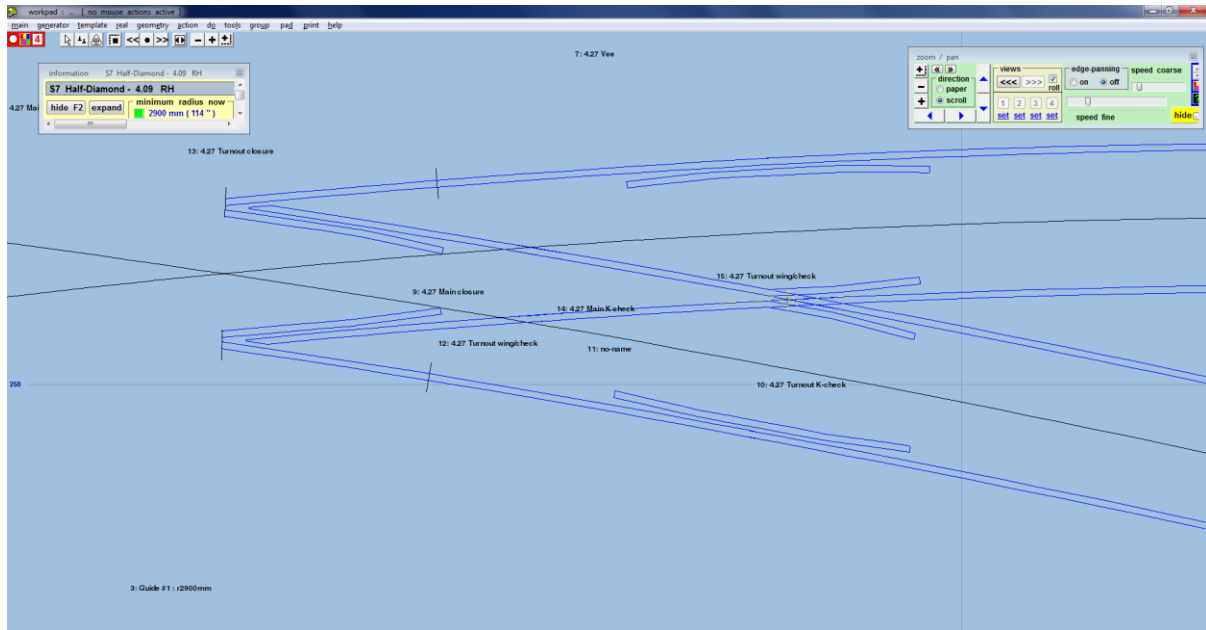 workpad : .. [ no mouse actions active ]
main generator template real geometry action do tools group pad print help
4
<< ● >>
7: 4.27 Vee
information S7 Half-Diamond - 4.09 RH
S7 Half-Diamond - 4.09 RH
hide F2 expand minimum radius now
2900 mm ( 114 " )
zoom / pan
direction
paper
scroll
views
<<< >>> roll
1 2 3 4
set set set set
edge-panning
on off
speed coarse
speed fine
hide
4.27 Mai
13: 4.27 Turnout closure
15: 4.27 Turnout wing/check
9: 4.27 Main closure
14: 4.27 Main K-check
12: 4.27 Turnout wing/check
11: no-name
250
10: 4.27 Turnout K-check
3: Guide #1 : r2900mm